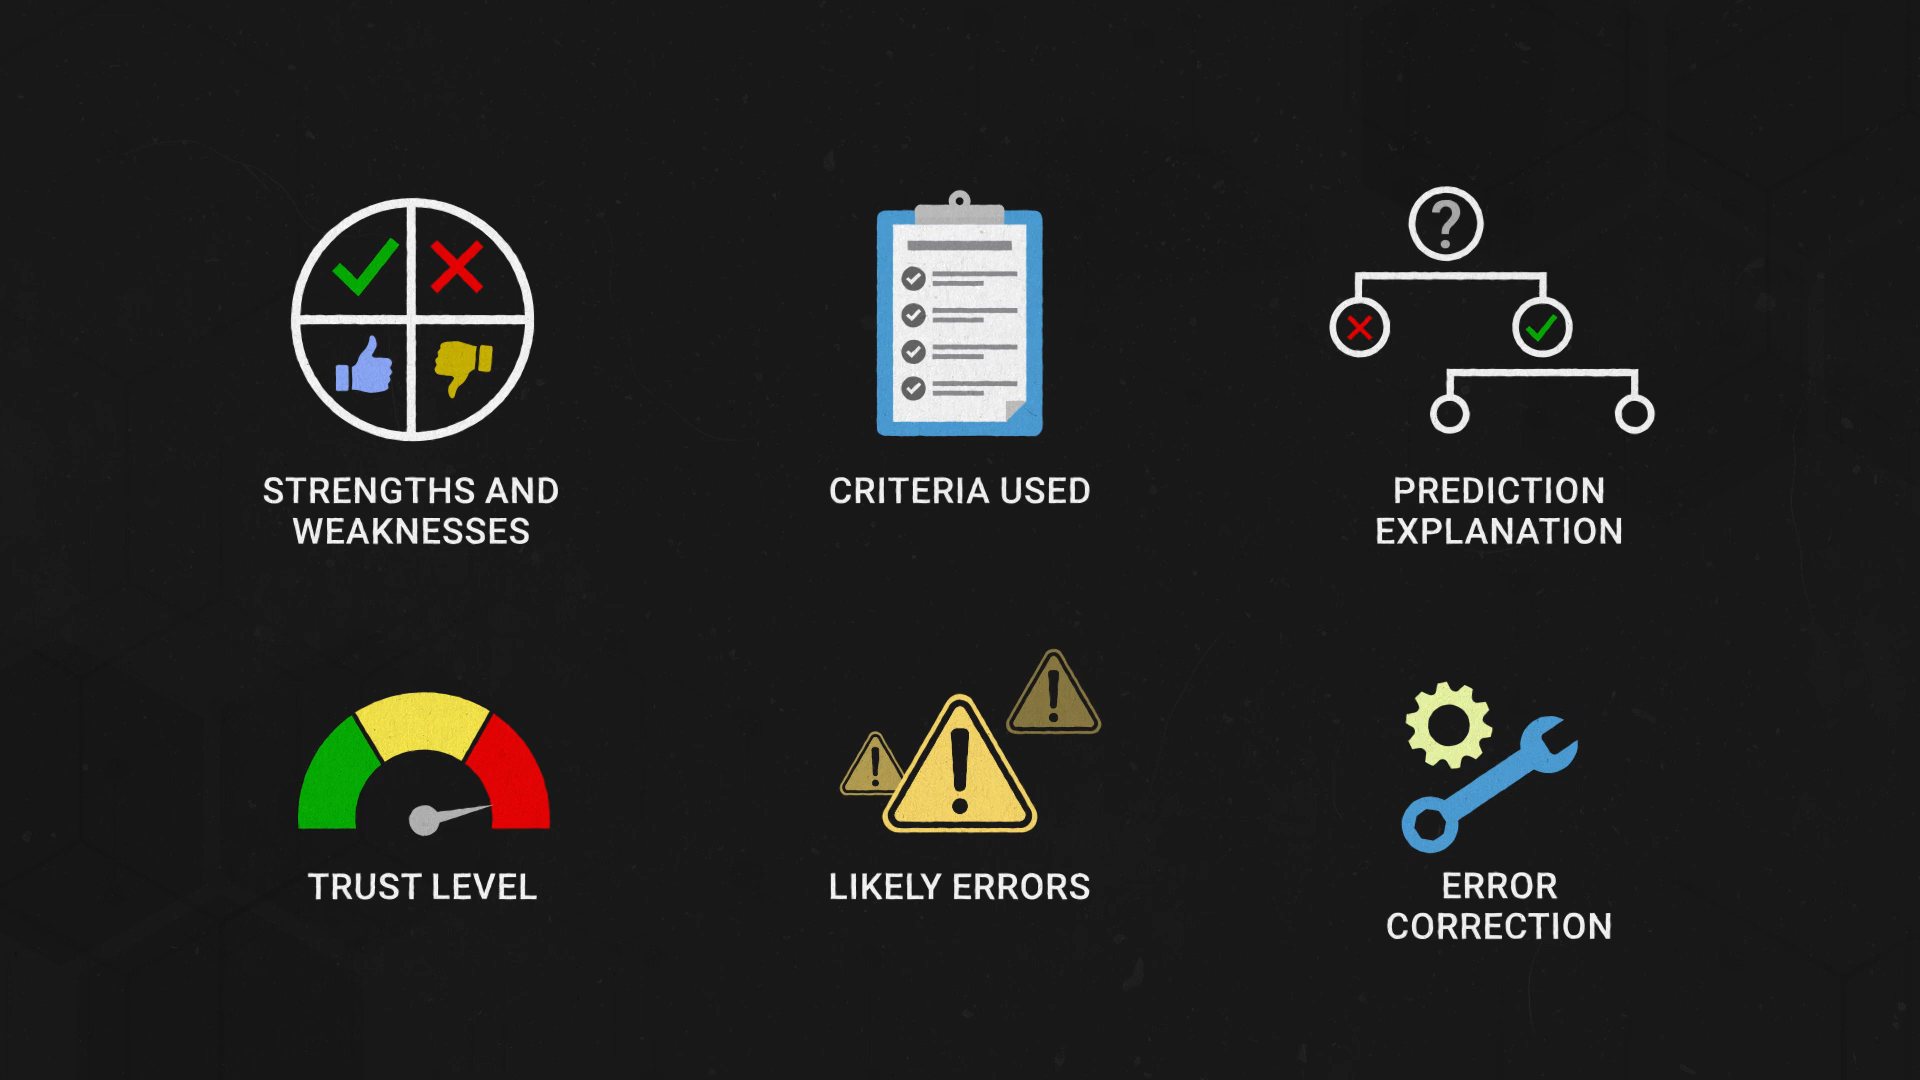 ?
STRENGTHS AND
WEAKNESSES
CRITERIA USED
PREDICTION
EXPLANATION
!
!
!
TRUST LEVEL
LIKELY ERRORS
ERROR
CORRECTION